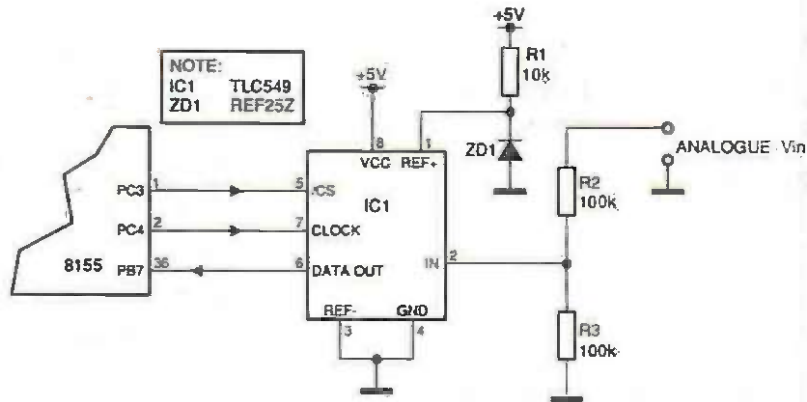 NOTE:
IC1 TLC549
ZD1 REF25Z
+5V
+5V
R1
10k
8
1
VCC
REF+
ZD1
ANALOGUE Vin
R2
100k
PC3
1
5
/CS
IC1
PC4
2
7
CLOCK
8155
PB7
36
6
DATA OUT
IN
2
REF-
GND
3
4
R3
100k